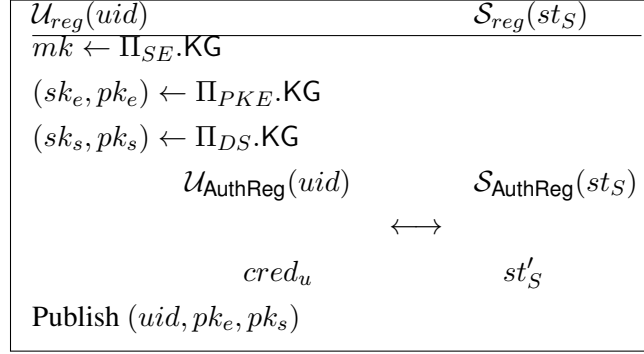 𝒰_reg(uid) 𝒮_reg(st_S)
mk ← Π_SE.KG
(sk_e, pk_e) ← Π_PKE.KG
(sk_s, pk_s) ← Π_DS.KG
𝒰_AuthReg(uid) 𝒮_AuthReg(st_S)
⟷
cred_u st′_S
Publish (uid, pk_e, pk_s)